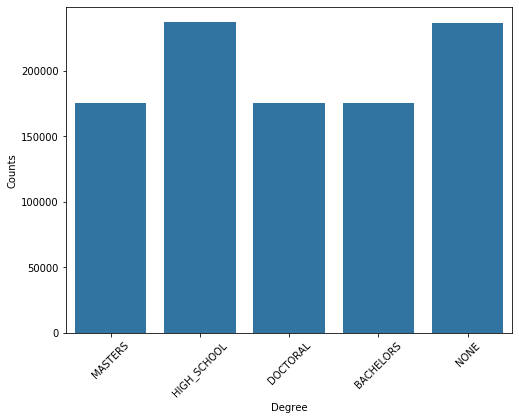 200000
150000
100000
50000
0
Counts
MASTERS
HIGH_SCHOOL
DOCTORAL
BACHELORS
NONE
Degree